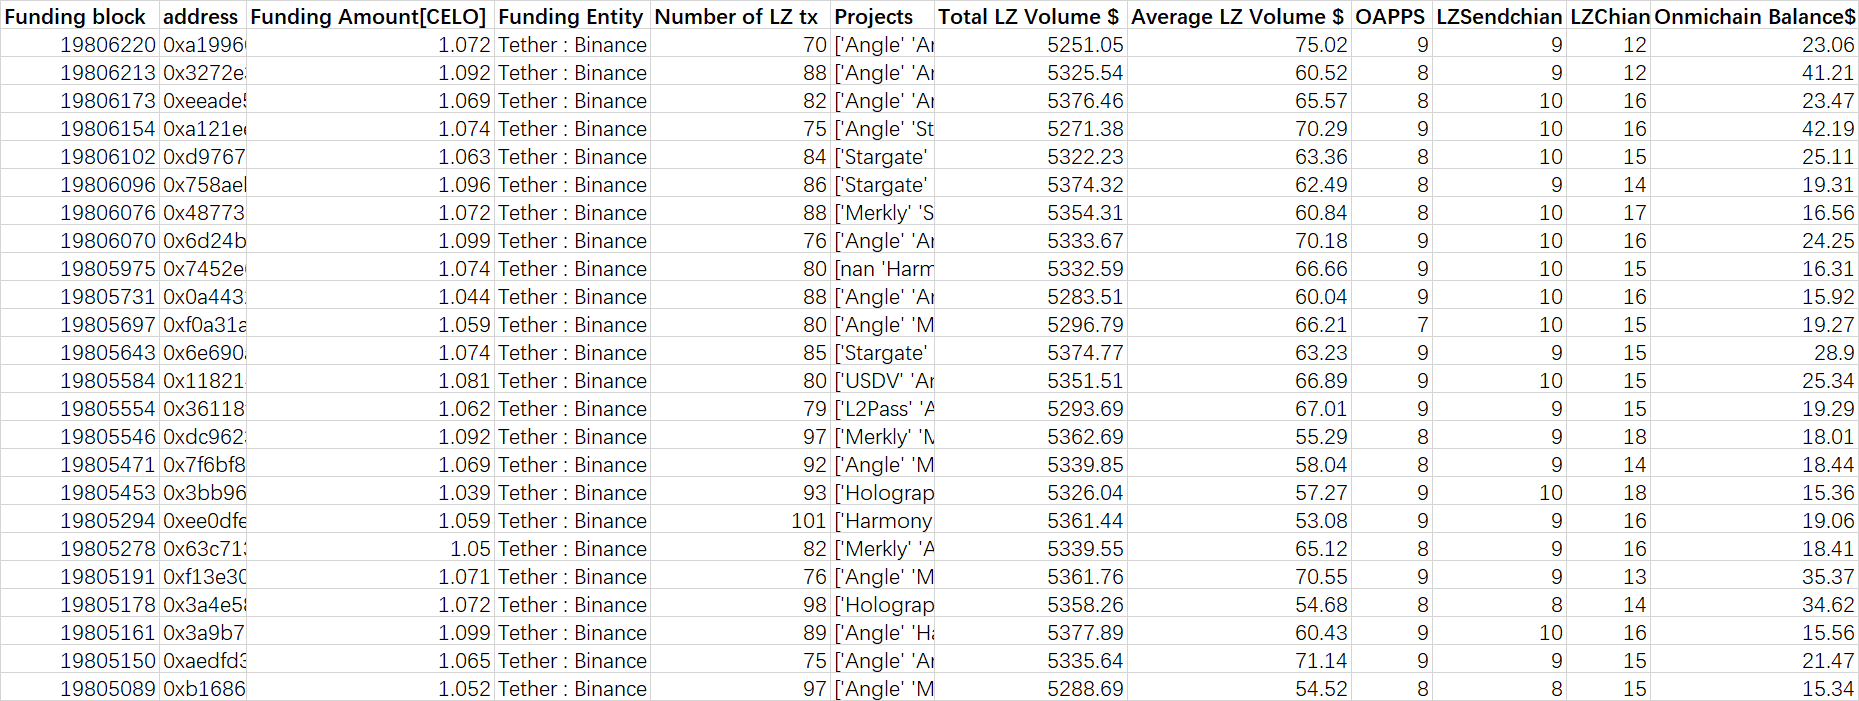 Funding block address Funding Amount[CELO] Funding Entity Number of LZ tx Projects Total LZ Volume $ Average LZ Volume $ OAPPS LZSendchian LZChian Onmichain Balance$
19806220 0xa1996 1.072 Tether : Binance 70 ['Angle' 'Ar 5251.05 75.02 9 9 12 23.06
19806213 0x3272e 1.092 Tether : Binance 88 ['Angle' 'Ar 5325.54 60.52 8 9 12 41.21
19806173 0xeeade5 1.069 Tether : Binance 82 ['Angle' 'Ar 5376.46 65.57 8 10 16 23.47
19806154 0xa121ee 1.074 Tether : Binance 75 ['Angle' 'St 5271.38 70.29 9 10 16 42.19
19806102 0xd9767 1.063 Tether : Binance 84 ['Stargate' 5322.23 63.36 8 10 15 25.11
19806096 0x758ael 1.096 Tether : Binance 86 ['Stargate' 5374.32 62.49 8 9 14 19.31
19806076 0x48773 1.072 Tether : Binance 88 ['Merkly' 'S 5354.31 60.84 8 10 17 16.56
19806070 0x6d24b 1.099 Tether : Binance 76 ['Angle' 'Ar 5333.67 70.18 9 10 16 24.25
19805975 0x7452e 1.074 Tether : Binance 80 [nan 'Harm 5332.59 66.66 9 10 15 16.31
19805731 0x0a443 1.044 Tether : Binance 88 ['Angle' 'Ar 5283.51 60.04 9 10 16 15.92
19805697 0xf0a31a 1.059 Tether : Binance 80 ['Angle' 'M 5296.79 66.21 7 10 15 19.27
19805643 0x6e690 1.074 Tether : Binance 85 ['Stargate' 5374.77 63.23 9 9 15 28.9
19805584 0x11821 1.081 Tether : Binance 80 ['USDV' 'Ar 5351.51 66.89 9 10 15 25.34
19805554 0x36118 1.062 Tether : Binance 79 ['L2Pass' 'A 5293.69 67.01 9 9 15 19.29
19805546 0xdc962 1.092 Tether : Binance 97 ['Merkly' 'M 5362.69 55.29 8 9 18 18.01
19805471 0x7f6bf8 1.069 Tether : Binance 92 ['Angle' 'M 5339.85 58.04 8 9 14 18.44
19805453 0x3bb96 1.039 Tether : Binance 93 ['Holograp 5326.04 57.27 9 10 18 15.36
19805294 0xee0dfe 1.059 Tether : Binance 101 ['Harmony 5361.44 53.08 9 9 16 19.06
19805278 0x63c71 1.05 Tether : Binance 82 ['Merkly' 'A 5339.55 65.12 8 9 16 18.41
19805191 0xf13e30 1.071 Tether : Binance 76 ['Angle' 'M 5361.76 70.55 9 9 13 35.37
19805178 0x3a4e58 1.072 Tether : Binance 98 ['Holograp 5358.26 54.68 8 8 14 34.62
19805161 0x3a9b7 1.099 Tether : Binance 89 ['Angle' 'Ha 5377.89 60.43 9 10 16 15.56
19805150 0xaedfd3 1.065 Tether : Binance 75 ['Angle' 'Ar 5335.64 71.14 9 9 15 21.47
19805089 0xb1686 1.052 Tether : Binance 97 ['Angle' 'M 5288.69 54.52 8 8 15 15.34